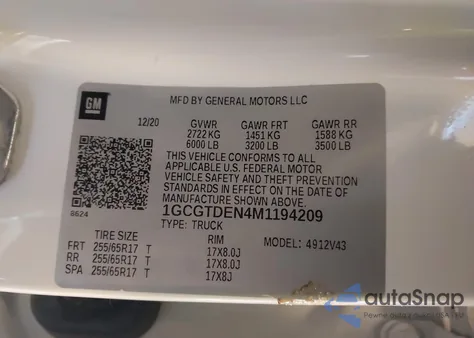 GM
MFD BY GENERAL MOTORS LLC
12/20 GVWR GAWR FRT GAWR RR
2722 KG 1451 KG 1588 KG
6000 LB 3200 LB 3500 LB
THIS VEHICLE CONFORMS TO ALL
APPLICABLE U.S. FEDERAL MOTOR
VEHICLE SAFETY AND THEFT PREVENTION
STANDARDS IN EFFECT ON THE DATE OF
MANUFACTURE SHOWN ABOVE.
8624 1GCGTDEN4M1194209
TYPE: TRUCK
TIRE SIZE RIM MODEL: 4912V43
FRT 255/65R17 T 17X8.0J
RR 255/65R17 T 17X8.0J
SPA 255/65R17 T 17X8J
autoSnap
Pewne auta z